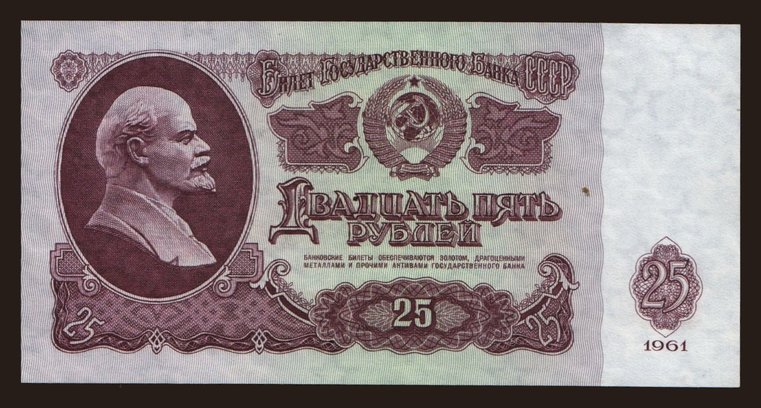 Билет Государственного Банка СССР
Двадцать пять
рублей
БАНКОВСКИЕ БИЛЕТЫ ОБЕСПЕЧИВАЮТСЯ ЗОЛОТОМ, ДРАГОЦЕННЫМИ
МЕТАЛЛАМИ И ПРОЧИМИ АКТИВАМИ ГОСУДАРСТВЕННОГО БАНКА
25
25
25
25
1961